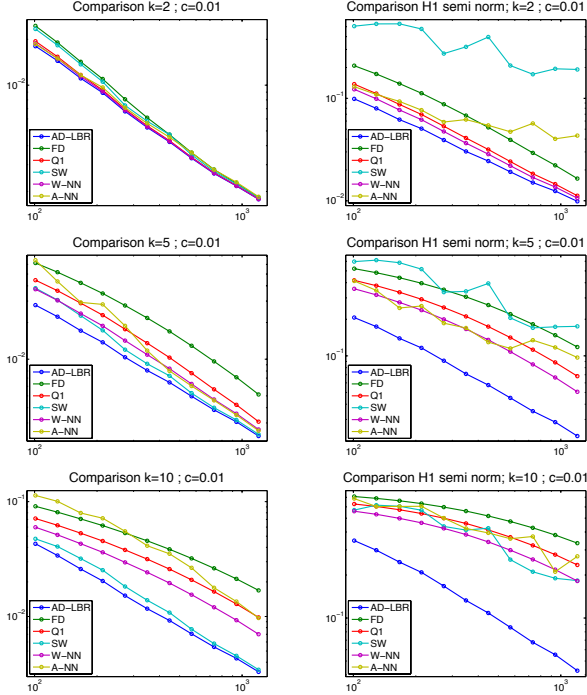 Comparison k=2 ; c=0.01
10^-2
AD-LBR
FD
Q1
SW
W-NN
A-NN
10^2
10^3
Comparison H1 semi norm; k=2 ; c=0.01
10^-1
10^-2
AD-LBR
FD
Q1
SW
W-NN
A-NN
10^2
10^3
Comparison k=5 ; c=0.01
10^-2
AD-LBR
FD
Q1
SW
W-NN
A-NN
10^2
10^3
Comparison H1 semi norm; k=5 ; c=0.01
10^-1
AD-LBR
FD
Q1
SW
W-NN
A-NN
10^2
10^3
Comparison k=10 ; c=0.01
10^-1
10^-2
AD-LBR
FD
Q1
SW
W-NN
A-NN
10^2
10^3
Comparison H1 semi norm; k=10 ; c=0.01
10^-1
AD-LBR
FD
Q1
SW
W-NN
A-NN
10^2
10^3